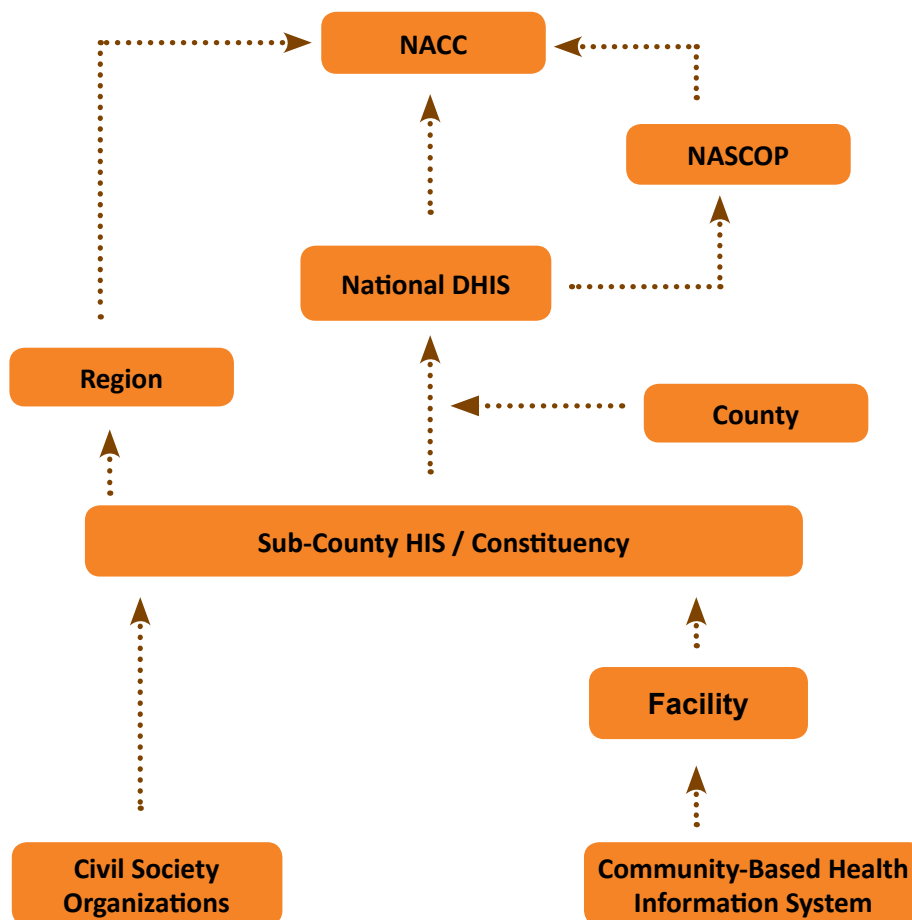 NACC
NASCOP
National DHIS
Region
County
Sub-County HIS / Constituency
Facility
Civil Society
Organizations
Community-Based Health
Information System